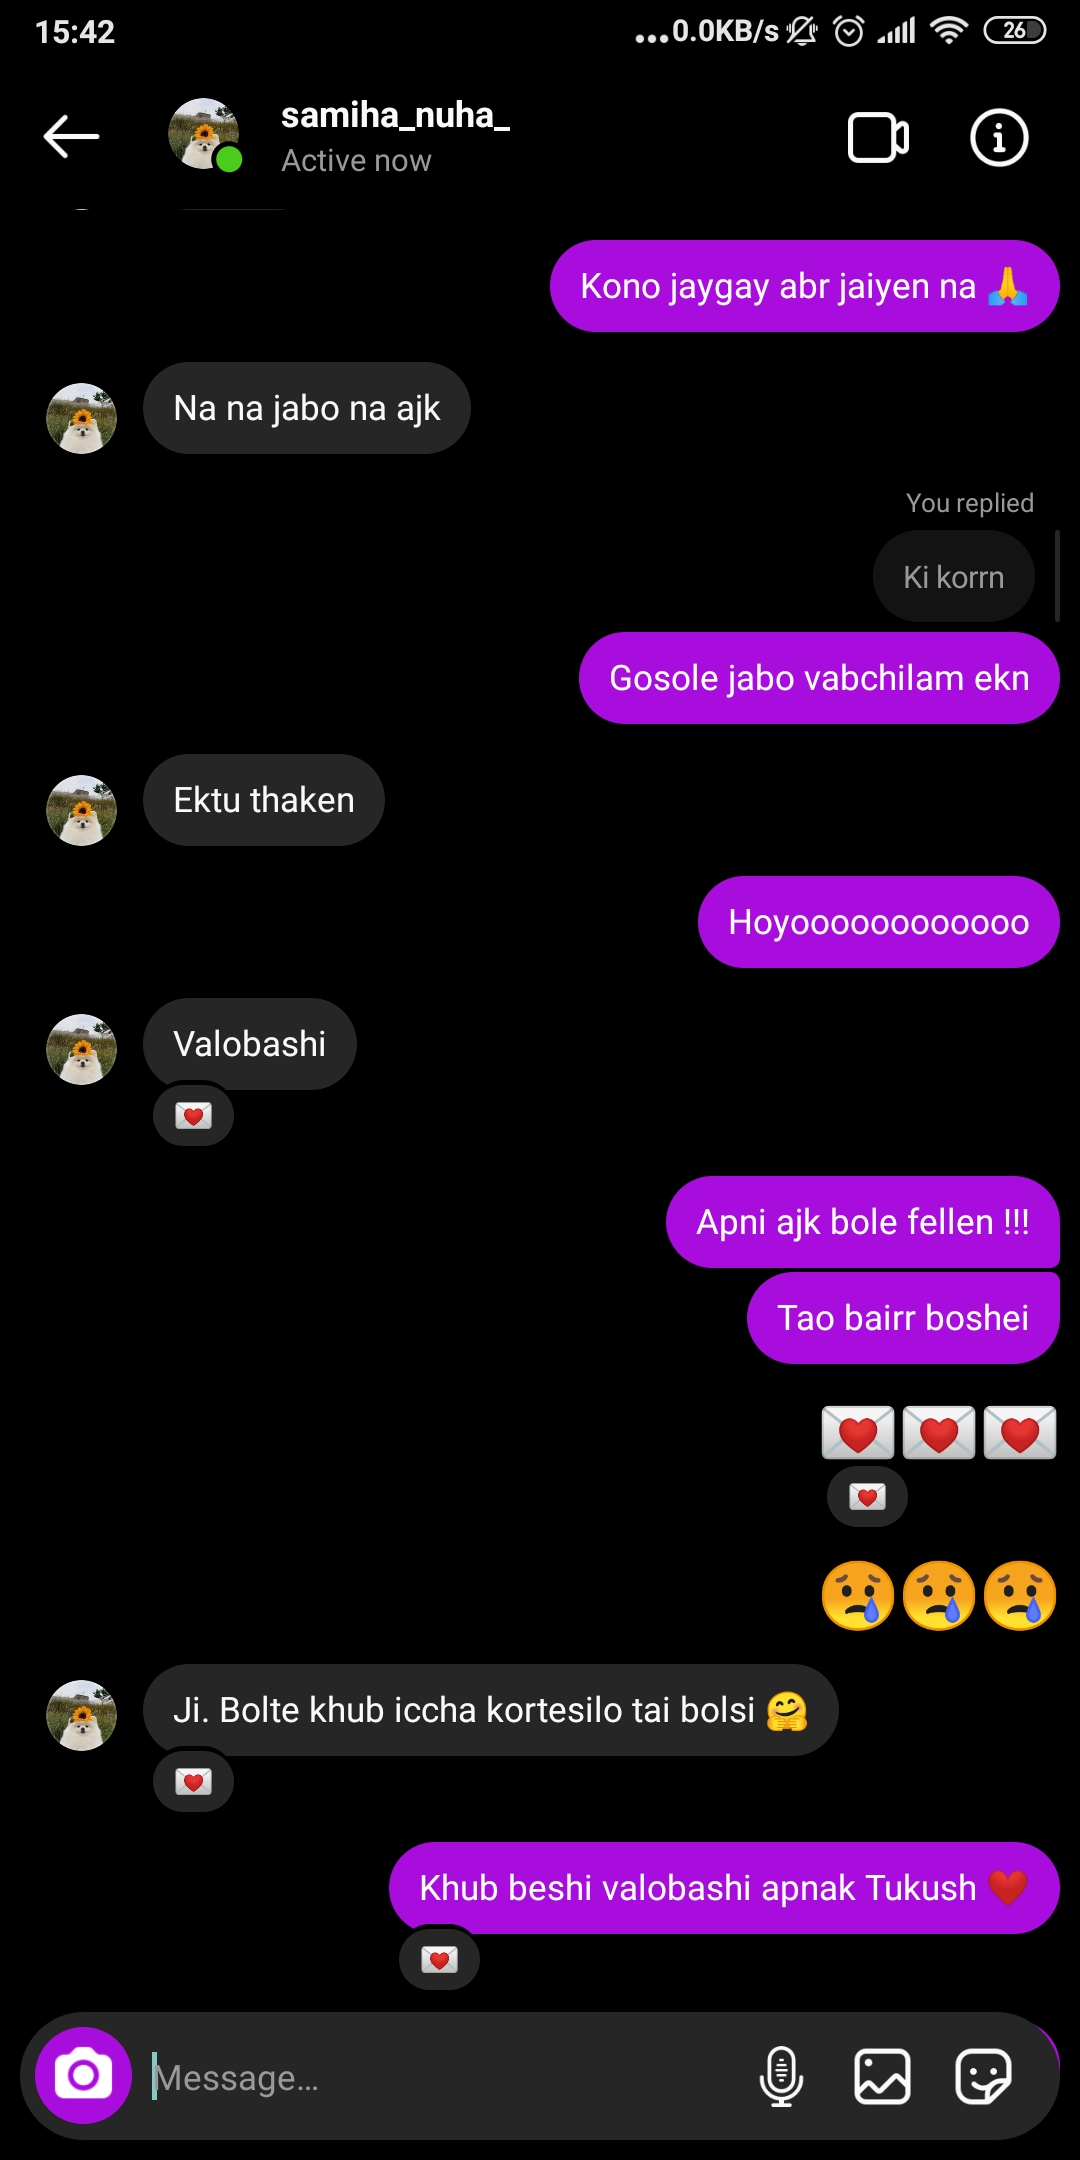 15:42
...0.0KB/s
26
samiha_nuha_
Active now
Kono jaygay abr jaiyen na 🙏
Na na jabo na ajk
You replied
Ki korrn
Gosole jabo vabchilam ekn
Ektu thaken
Hoyoooooooooooo
Valobashi
💌
Apni ajk bole fellen !!!
Tao bairr boshei
💌💌💌
💌
😢😢😢
Ji. Bolte khub iccha kortesilo tai bolsi 🤗
💌
Khub beshi valobashi apnak Tukush ❤️
💌
Message...